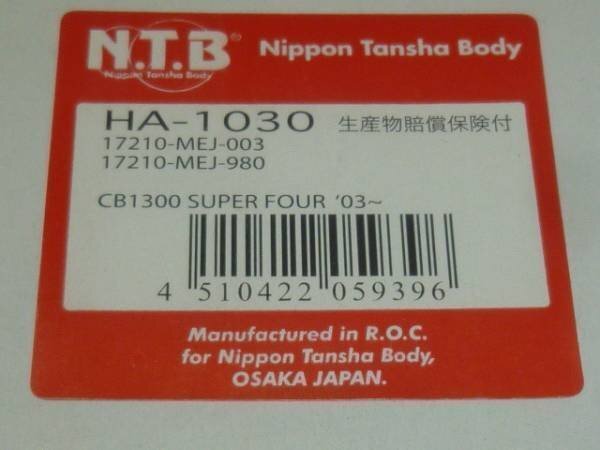 N.T.B®
Nippon Tansha Body
Nippon Tansha Body
HA-1030 生産物賠償保険付
17210-MEJ-003
17210-MEJ-980
CB1300 SUPER FOUR '03~
4 510422 059396
Manufactured in R.O.C.
for Nippon Tansha Body,
OSAKA JAPAN.